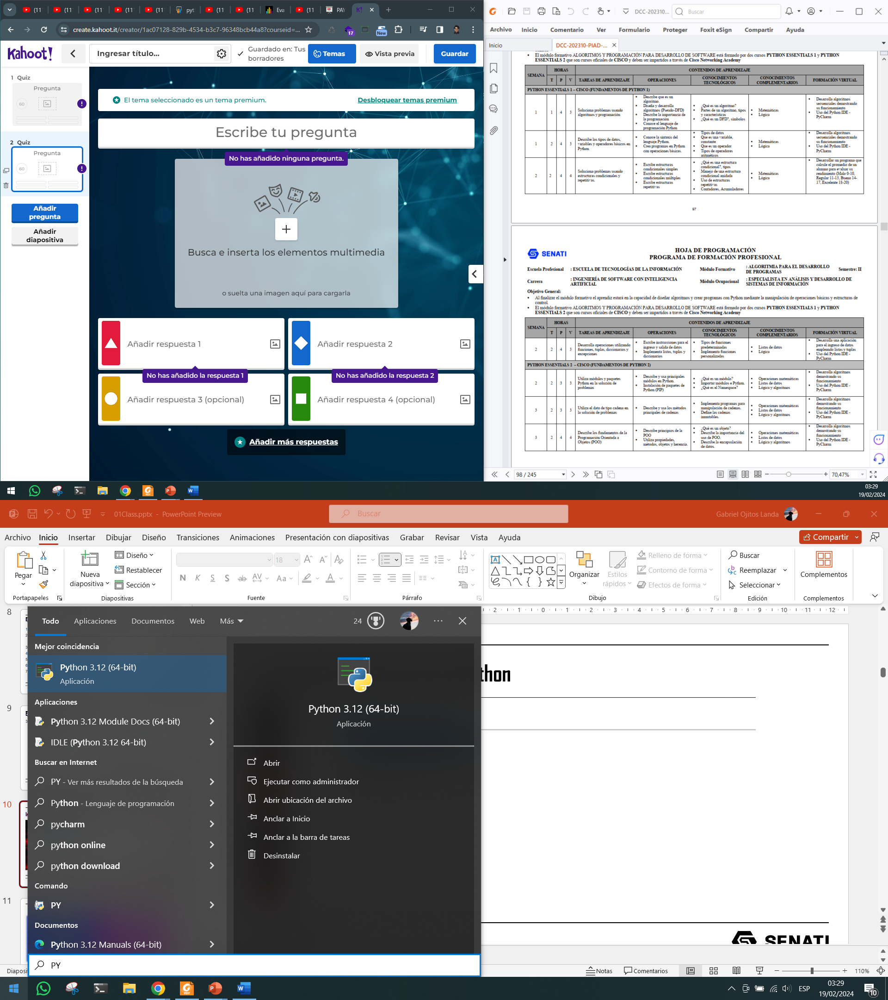 (11
(11
(11
(11
(11
(11
pyt
(11
(11
Eva
(11
PAY
K!
create.kahoot.it/creator/1ac07128-829b-4534-b3c7-96348bcb44a8?courseid=...
17
New
Kahoot!
Ingresar título...
Guardado en: Tus
borradores
Temas
Vista previa
Guardar
1 Quiz
Pregunta
60
2 Quiz
Pregunta
60
Añadir
pregunta
Añadir
diapositiva
El tema seleccionado es un tema premium.
Desbloquear temas premium
Escribe tu pregunta
No has añadido ninguna pregunta.
Busca e inserta los elementos multimedia
o suelta una imagen aquí para cargarla
Añadir respuesta 1
Añadir respuesta 2
No has añadido la respuesta 1
No has añadido la respuesta 2
Añadir respuesta 3 (opcional)
Añadir respuesta 4 (opcional)
Añadir más respuestas
DCC-202310...
Buscar
Archivo Inicio Comentario Ver Formulario Proteger Foxit eSign Compartir Ayuda
Inicio
DCC-202310-PIAD-...
El módulo formativo ALGORITMOS Y PROGRAMACIÓN PARA DESARROLLO DE SOFTWARE está formado por dos cursos PYTHON ESSENTIALS 1 y PYTHON
ESSENTIALS 2 que son cursos oficiales de CISCO y deben ser impartidos a través de Cisco Networking Academy
SEMANA
HORAS
CONTENIDOS DE APRENDIZAJE
T P V
TAREAS DE APRENDIZAJE
OPERACIONES
CONOCIMIENTOS
TECNOLÓGICOS
CONOCIMIENTOS
COMPLEMENTARIOS
FORMACIÓN VIRTUAL
PYTHON ESSENTIALS 1 – CISCO (FUNDAMENTOS DE PYTHON 1)
1 1 4 3
Soluciona problemas usando
algoritmos y programación
Describe que es un
algoritmo.
Diseña y desarrolla
algoritmos (Pseudo-DFD)
Describe la importancia de
la programación
Conoce el lenguaje de
programación Python
¿Qué es un algoritmo?
Partes de un algoritmo, tipos
y características
¿Qué es DFD?, símbolos
Matemáticas
Lógica
Desarrolla algoritmos
secuenciales demostrando
su funcionamiento
Uso del Python IDE -
PyCharm
1 2 4 3
Describe los tipos de datos,
variables y operadores básicos en
Python
Conoce la sintaxis del
lenguaje Python.
Crea programas en Python
con operaciones básicas.
Tipos de datos
Que es una variable,
constante
Que es un operador
Tipos de operadores
aritméticos
Matemáticas
Lógica
Desarrolla algoritmos
secuenciales demostrando
su funcionamiento
Uso del Python IDE -
PyCharm
2 2 4 4
Soluciona problemas usando
estructuras condicionales y
repetitivas.
Escribe estructuras
condicionales simples
Escribe estructuras
condicionales múltiples
Escribe estructuras
repetitivas
¿Qué es una estructura
condicional?, tipos
Manejo de una estructura
condicional anidada
Uso de estructuras
repetitivas
Contadores, Acumuladores
Matemáticas
Lógica
Desarrollar un programa que
calcule el promedio de un
alumno para evaluar su
rendimiento (Malo 0-10,
Regular 11-13, Bueno 14-
17, Excelente 18-20)
97
SENATI
HOJA DE PROGRAMACIÓN
PROGRAMA DE FORMACIÓN PROFESIONAL
Escuela Profesional : ESCUELA DE TECNOLOGÍAS DE LA INFORMACIÓN
Módulo Formativo : ALGORITMIA PARA EL DESARROLLO
DE PROGRAMAS
Semestre: II
Carrera : INGENIERÍA DE SOFTWARE CON INTELIGENCIA
ARTIFICIAL
Módulo Ocupacional : ESPECIALISTA EN ANÁLISIS Y DESARROLLO DE
SISTEMAS DE INFORMACIÓN
Objetivo General:
Al finalizar el módulo formativo el aprendiz estará en la capacidad de diseñar algoritmos y crear programas con Python mediante la manipulación de operaciones básicas y estructuras de
control.
El módulo formativo ALGORITMOS Y PROGRAMACIÓN PARA DESARROLLO DE SOFTWARE está formado por dos cursos PYTHON ESSENTIALS 1 y PYTHON
ESSENTIALS 2 que son cursos oficiales de CISCO y deben ser impartidos a través de Cisco Networking Academy
SEMANA
HORAS
CONTENIDOS DE APRENDIZAJE
T P V
TAREAS DE APRENDIZAJE
OPERACIONES
CONOCIMIENTOS
TECNOLÓGICOS
CONOCIMIENTOS
COMPLEMENTARIOS
FORMACIÓN VIRTUAL
2 2 4 3
Desarrolla operaciones utilizando
funciones, tuplas, diccionarios y
excepciones
Escribe instrucciones para el
ingreso y salida de datos
Implementa listas, tuplas y
diccionarios
Tipos de funciones
predeterminadas
Implementa funciones
personalizadas
Listas de datos
Lógica
Desarrolla una aplicación
para el ingreso de datos
empleando listas y tuplas
Uso del Python IDE -
PyCharm
PYTHON ESSENTIALS 2 – CISCO (FUNDAMENTOS DE PYTHON 2)
2 2 3 3
Utiliza módulos y paquetes
Python en la solución de
problemas
Describe y usa principales
módulos en Python.
Instalación de paquetes de
Python (PIP)
¿Qué es un módulo?
Importar módulos e Python.
¿Qué es el Namespace?
Operaciones matemáticas
Listas de datos
Lógica y algoritmos
Desarrolla algoritmos
demostrando su
funcionamiento
Uso del Python IDE -
PyCharm
3 2 3 3
Utiliza el dato de tipo cadena en
la solución de problemas
Describe y usa los métodos
principales de cadenas
Implementa programas para
manipulación de cadenas.
Define las cadenas
inmutables.
Operaciones matemáticas
Listas de datos
Lógica y algoritmos
Desarrolla algoritmos
demostrando su
funcionamiento
Uso del Python IDE -
PyCharm
3 2 4 4
Describe los fundamentos de la
Programación Orientada a
Objetos (POO)
Describe principios de la
POO
Utiliza propiedades,
métodos, objetos y herencia.
¿Qué es un objeto?
Describe la importancia del
uso de POO.
Describe la encapsulación
de datos.
Operaciones matemáticas
Listas de datos
Lógica y algoritmos
Desarrolla algoritmos
demostrando su
funcionamiento
Uso del Python IDE -
PyCharm
98 / 245
70,47%
03:29
19/02/2024
01Class.pptx - PowerPoint Preview
Buscar
Gabriel Ojitos Landa
Archivo Inicio Insertar Dibujar Diseño Transiciones Animaciones Presentación con diapositivas Grabar Revisar Vista Ayuda
Compartir
Pegar
Portapapeles
Nueva
diapositiva
Diseño
Restablecer
Sección
Diapositivas
18
N K S S ab AV Aa A
Fuente
Párrafo
Organizar
Estilos
rápidos
Relleno de forma
Contorno de forma
Efectos de forma
Dibujo
Buscar
Reemplazar
Seleccionar
Edición
Complementos
Complementos
8
9
10
11
2 1 0 1 2 3 4 5 6 7 8 9 10 11 12
Todo Aplicaciones Documentos Web Más
24
Mejor coincidencia
Python 3.12 (64-bit)
Aplicación
Aplicaciones
Python 3.12 Module Docs (64-bit)
IDLE (Python 3.12 64-bit)
Buscar en Internet
PY - Ver más resultados de la búsqueda
Python - Lenguaje de programación
pycharm
python online
python download
Comando
PY
Documentos
Python 3.12 Manuals (64-bit)
PY
Python 3.12 (64-bit)
Aplicación
Abrir
Ejecutar como administrador
Abrir ubicación del archivo
Anclar a Inicio
Anclar a la barra de tareas
Desinstalar
thon
SENATI
Diaposi
Notas
Comentarios
110%
ESP
03:29
19/02/2024
10